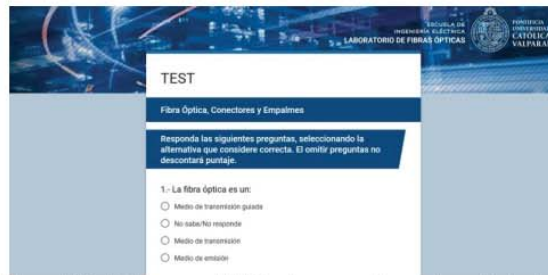 ESCUELA DE
INGENIERÍA ELÉCTRICA
LABORATORIO DE FIBRAS ÓPTICAS
PONTIFICIA
UNIVERSIDAD
CATÓLICA
VALPARAÍ
TEST
Fibra Óptica, Conectores y Empalmes
Responda las siguientes preguntas, seleccionando la
alternativa que considere correcta. El omitir preguntas no
descontará puntaje.
1.- La fibra óptica es un:
Medio de transmisión guiada
No sabe/No responde
Medio de transmisión
Medio de emisión